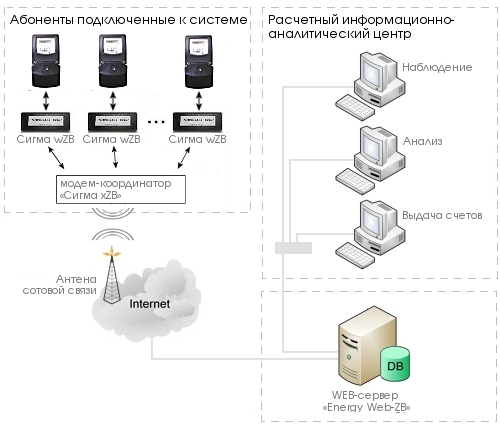 Абоненты подключенные к системе
Сигма wZB
Сигма wZB
Сигма wZB
модем-координатор
«Сигма xZB»
Антена
сотовой связи
Internet
Расчетный информационно-
аналитический центр
Наблюдение
Анализ
Выдача счетов
DB
WEB-сервер
«Energy Web-ZB»